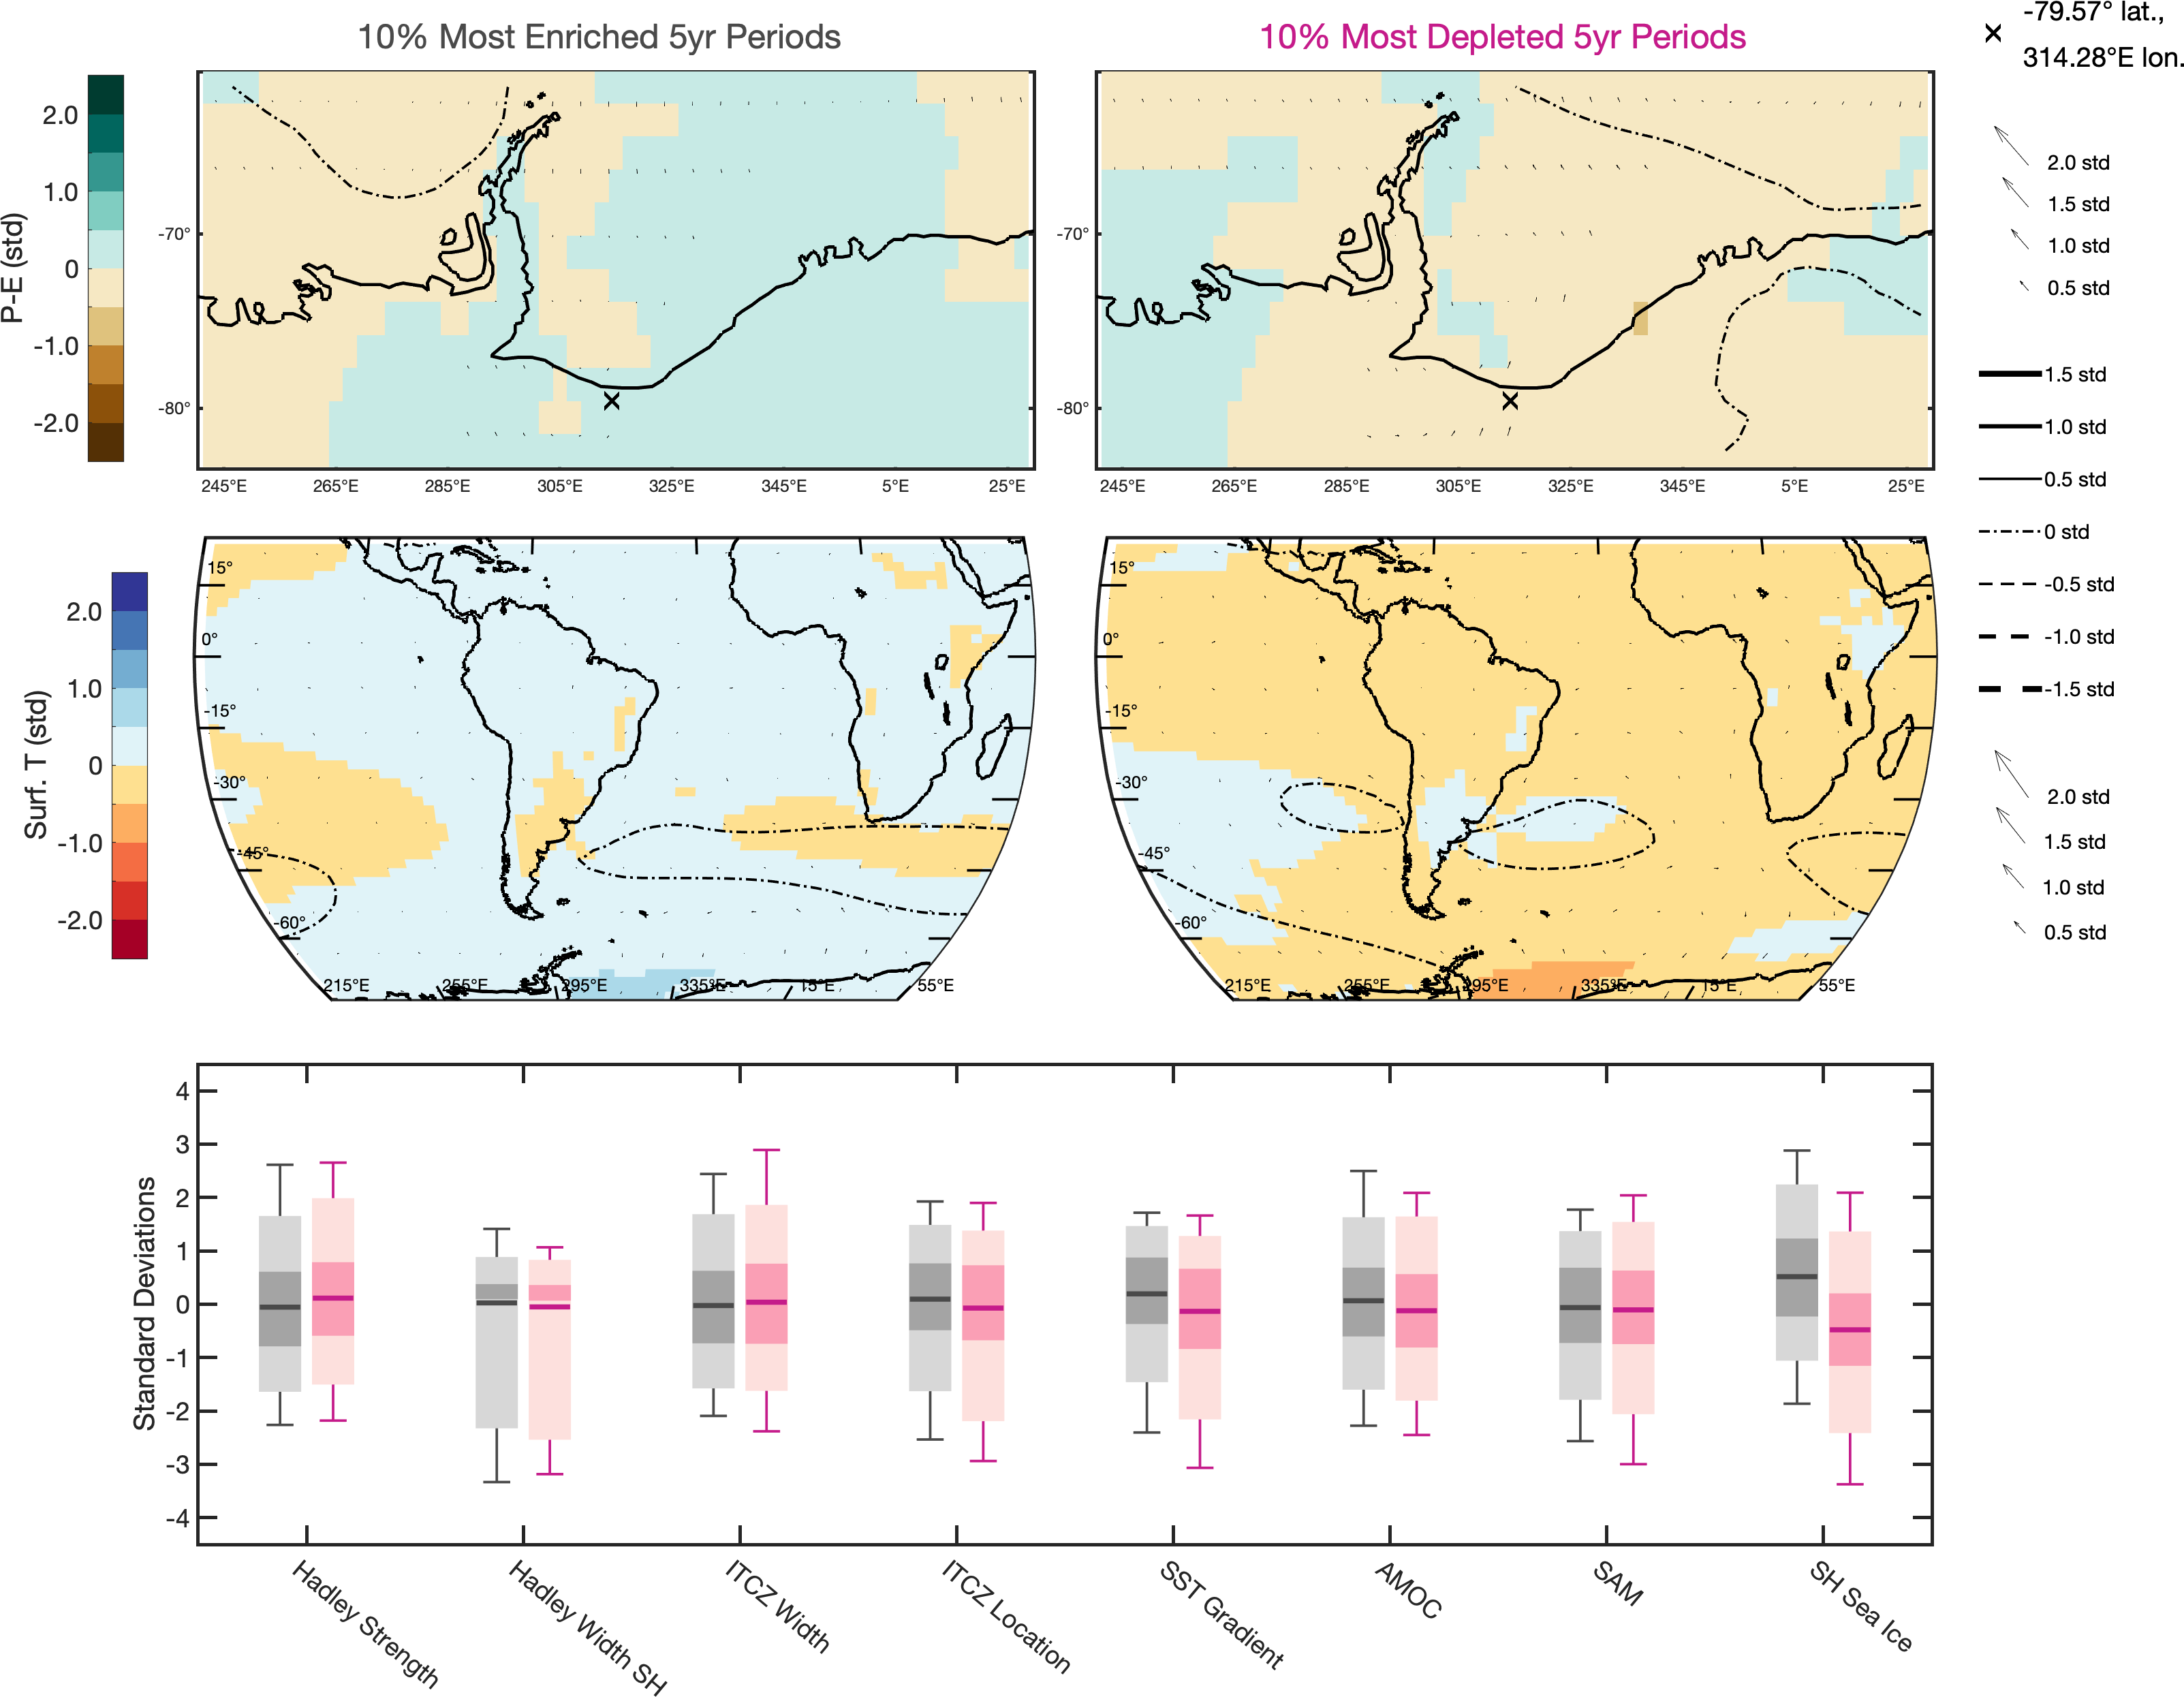 10% Most Enriched 5yr Periods
10% Most Depleted 5yr Periods
-79.57° lat.,
314.28°E lon.
P-E (std)
2.0
1.0
0
-1.0
-2.0
-70°
-80°
245°E 265°E 285°E 305°E 325°E 345°E 5°E 25°E
-70°
-80°
245°E 265°E 285°E 305°E 325°E 345°E 5°E 25°E
2.0 std
1.5 std
1.0 std
0.5 std
1.5 std
1.0 std
0.5 std
0 std
-0.5 std
-1.0 std
-1.5 std
Surf. T (std)
2.0
1.0
0
-1.0
-2.0
15°
0°
-15°
-30°
-45°
-60°
215°E 255°E 295°E 335°E 15°E 55°E
15°
0°
-15°
-30°
-45°
-60°
215°E 255°E 295°E 335°E 15°E 55°E
2.0 std
1.5 std
1.0 std
0.5 std
Standard Deviations
4
3
2
1
0
-1
-2
-3
-4
Hadley Strength
Hadley Width SH
ITCZ Width
ITCZ Location
SST Gradient
AMOC
SAM
SH Sea Ice